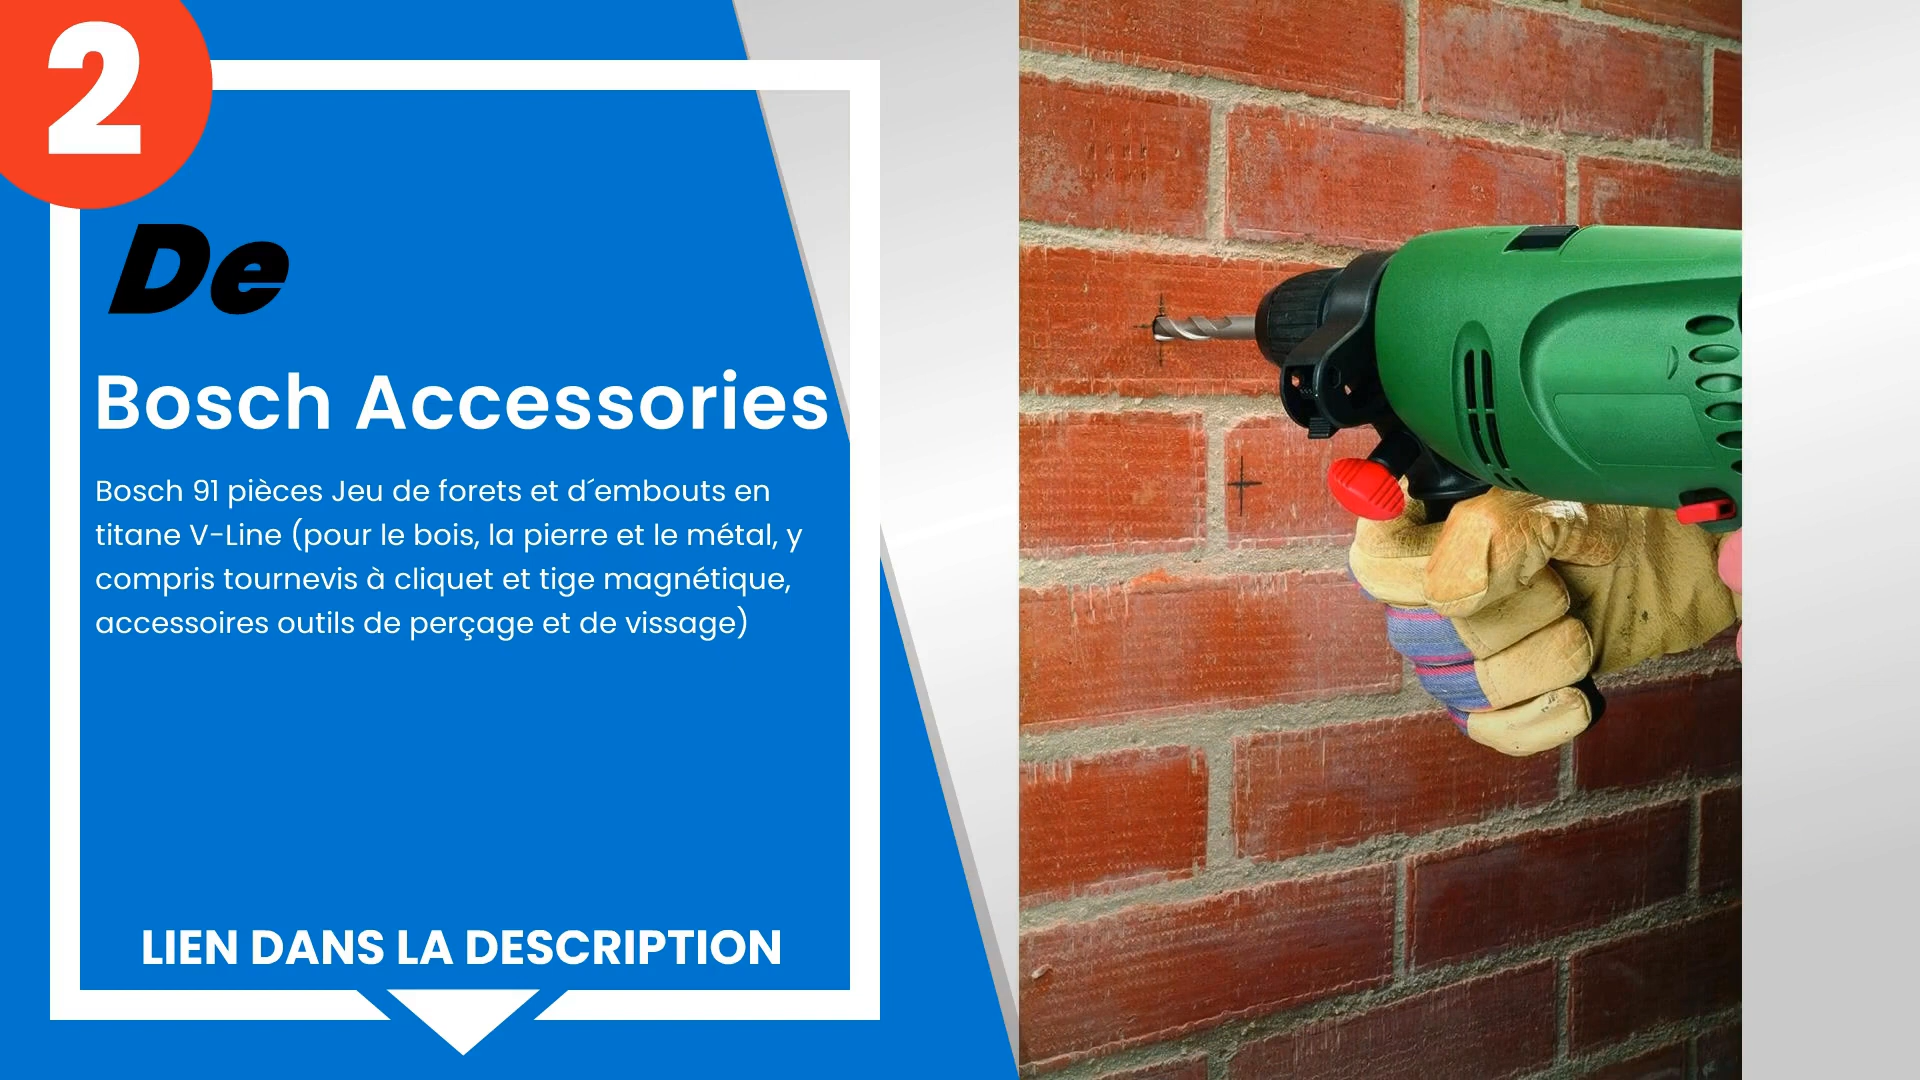 2
De
Bosch Accessories
Bosch 91 pièces Jeu de forets et d´embouts en
titane V-Line (pour le bois, la pierre et le métal, y
compris tournevis à cliquet et tige magnétique,
accessoires outils de perçage et de vissage)
LIEN DANS LA DESCRIPTION